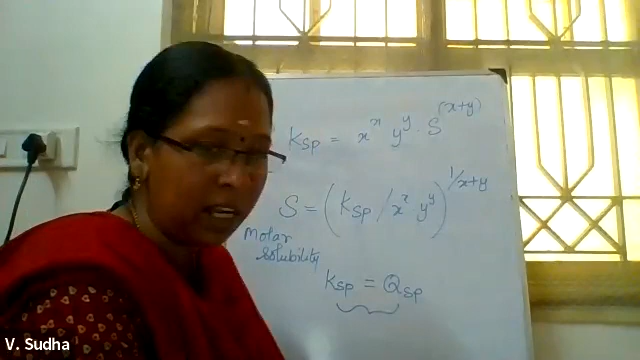 Ksp = x^x y^y . S^(x+y)
S = (Ksp / x^x y^y)^1/x+y
Molar
Solubility
Ksp = Qsp
V. Sudha